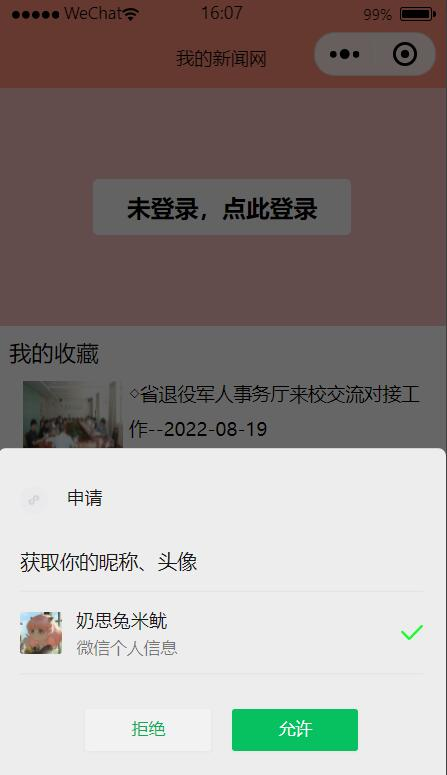 WeChat 16:07 99%
我的新闻网
未登录，点此登录
我的收藏
◇省退役军人事务厅来校交流对接工
作--2022-08-19
申请
获取你的昵称、头像
奶思兔米鱿
微信个人信息
拒绝 允许